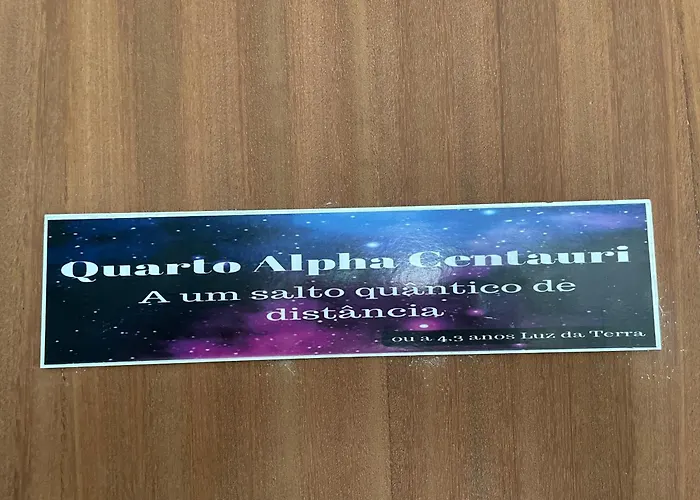 Quarto Alpha Centauri
A um salto quântico de
distância
ou a 4.3 anos Luz da Terra